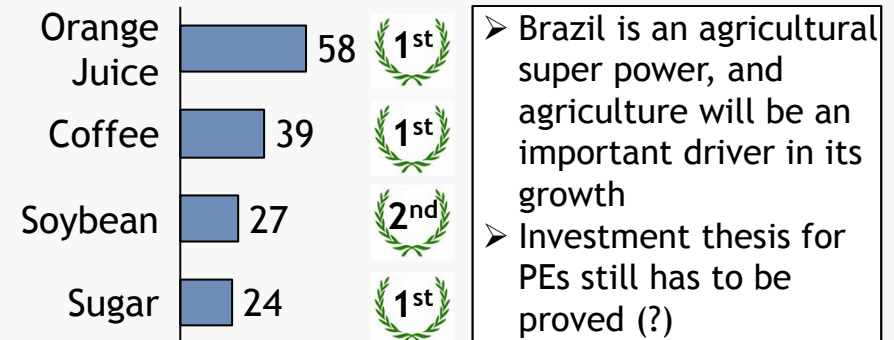 Orange
Juice
58
1st
Coffee
39
1st
Soybean
27
2nd
Sugar
24
1st
➢ Brazil is an agricultural
super power, and
agriculture will be an
important driver in its
growth
➢ Investment thesis for
PEs still has to be
proved (?)